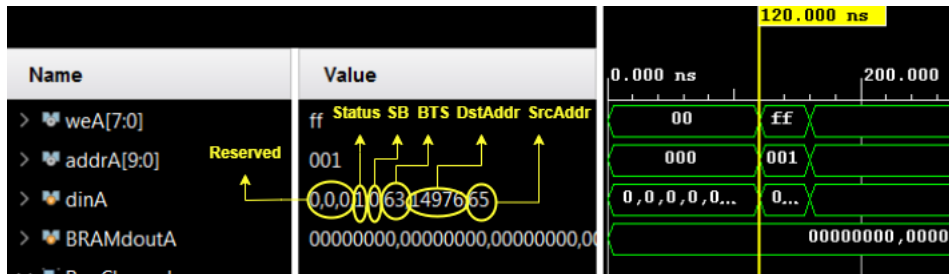 120.000 ns
Name Value 0.000 ns 200.000
> weA[7:0] ff Status SB BTS DstAddr SrcAddr 00 ff
> addrA[9:0] Reserved 001 000 001
> dinA 0,0,0,1,0,63,14976,65 0,0,0,0,0... 0...
> BRAMdoutA 00000000,00000000,00000000,00 00000000,0000